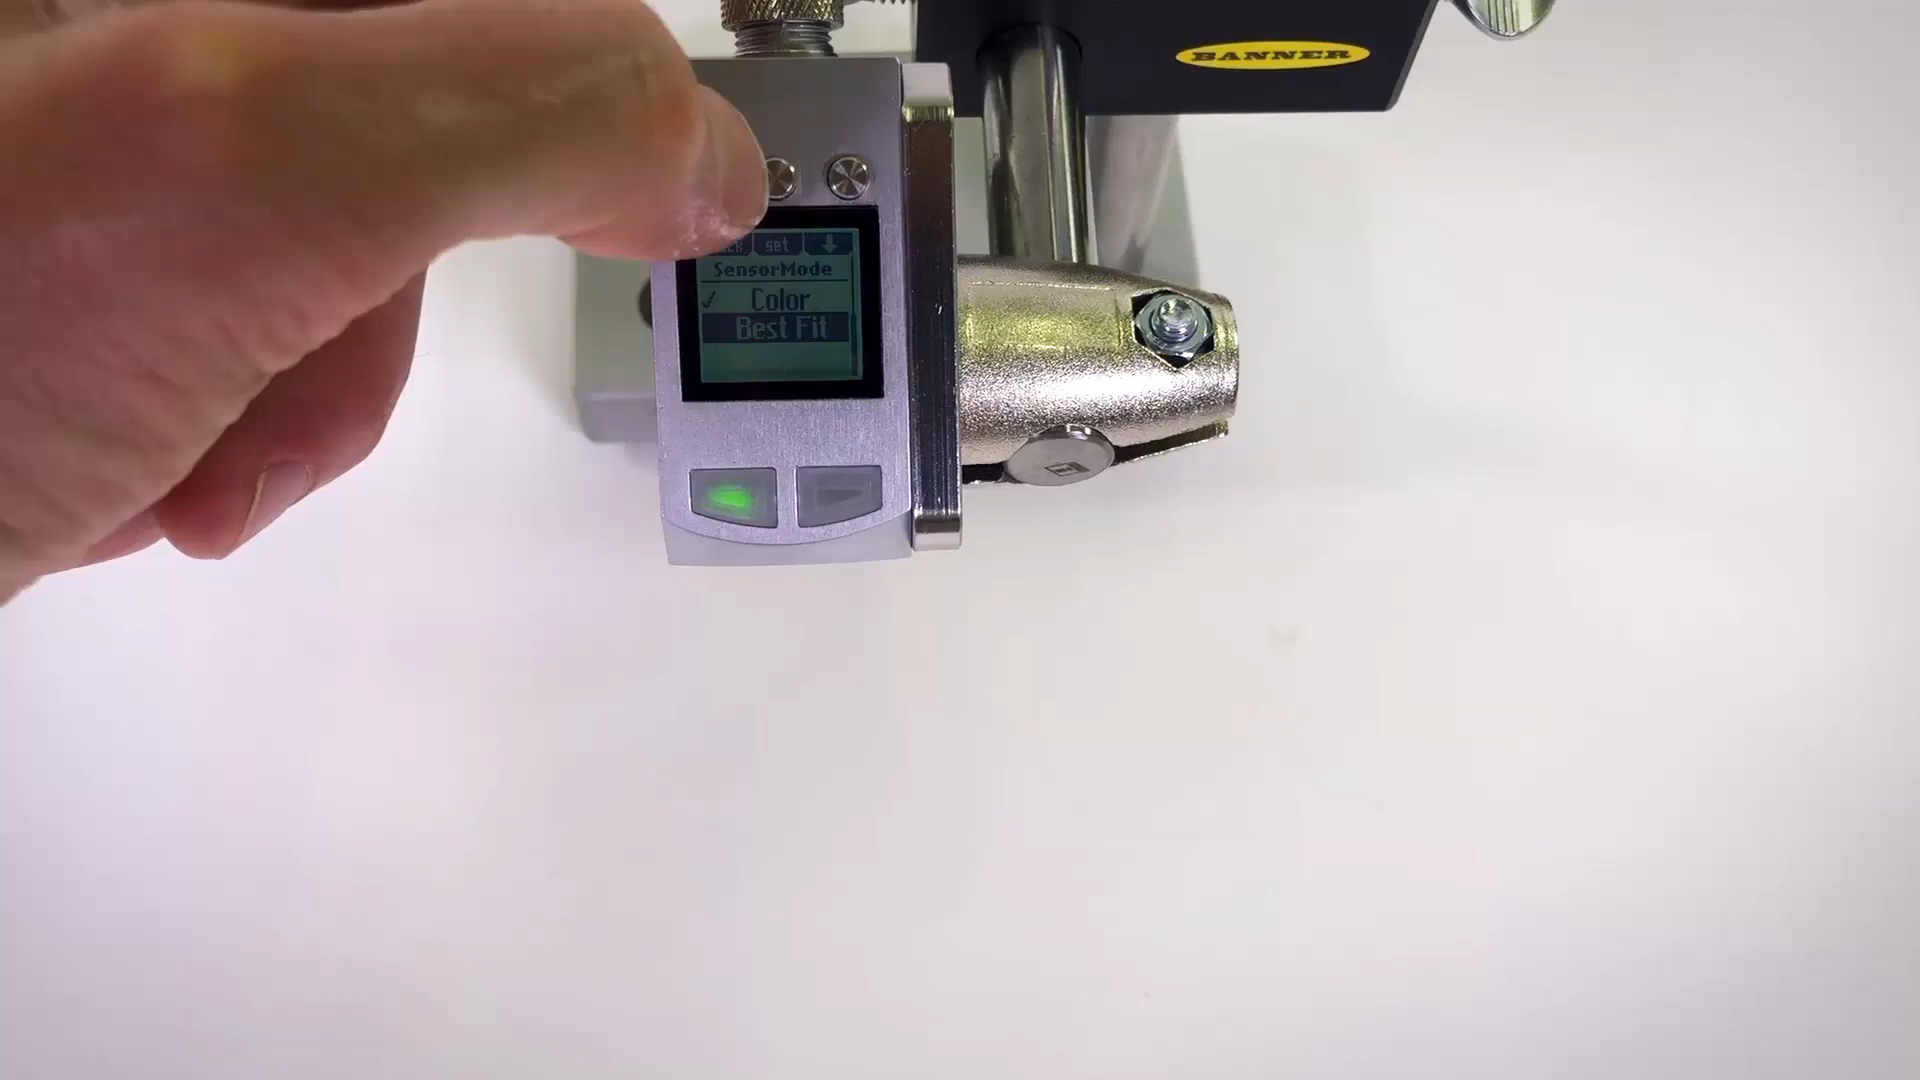 BANNER
set
SensorMode
✓ Color
Best Fit